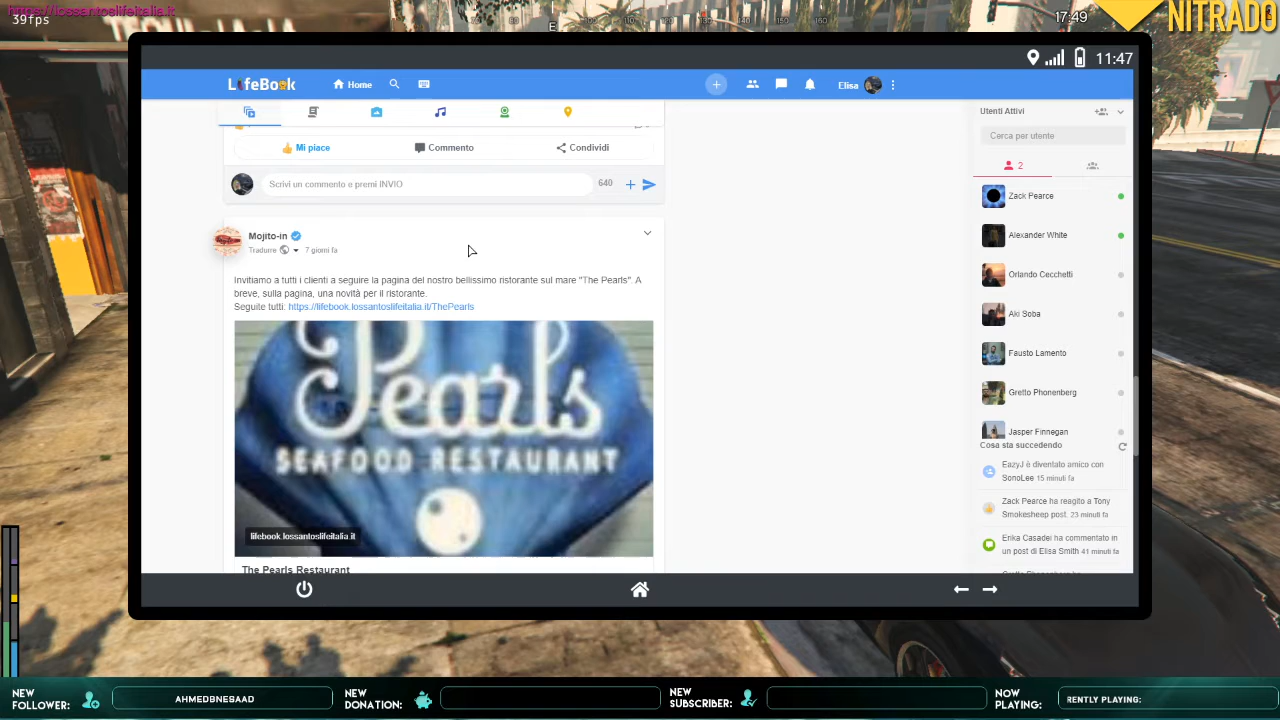 https://lossantoslifeitalia.it
39fps
E
17:49
NITRADO
11:47
LifeBook
Home
Elisa
Mi piace
Commento
Condividi
Scrivi un commento e premi INVIO
640
Mojito-in
Tradurre
7 giorni fa
Invitiamo a tutti i clienti a seguire la pagina del nostro bellissimo ristorante sul mare "The Pearls". A
breve, sulla pagina, una novità per il ristorante.
Seguite tutti: https://lifebook.lossantoslifeitalia.it/ThePearls
Pearls
SEAFOOD RESTAURANT
lifebook.lossantoslifeitalia.it
The Pearls Restaurant
Utenti Attivi
Cerca per utente
2
Zack Pearce
Alexander White
Orlando Cecchetti
Aki Soba
Fausto Lamento
Gretto Phonenberg
Jasper Finnegan
Cosa sta succedendo
EazyJ è diventato amico con
SonoLee 15 minuti fa
Zack Pearce ha reagito a Tony
Smokesheep post. 23 minuti fa
Erika Casadei ha commentato in
un post di Elisa Smith 41 minuti fa
NEW
FOLLOWER:
AHMEDBNESAAD
NEW
DONATION:
NEW
SUBSCRIBER:
NOW
PLAYING:
RENTLY PLAYING: